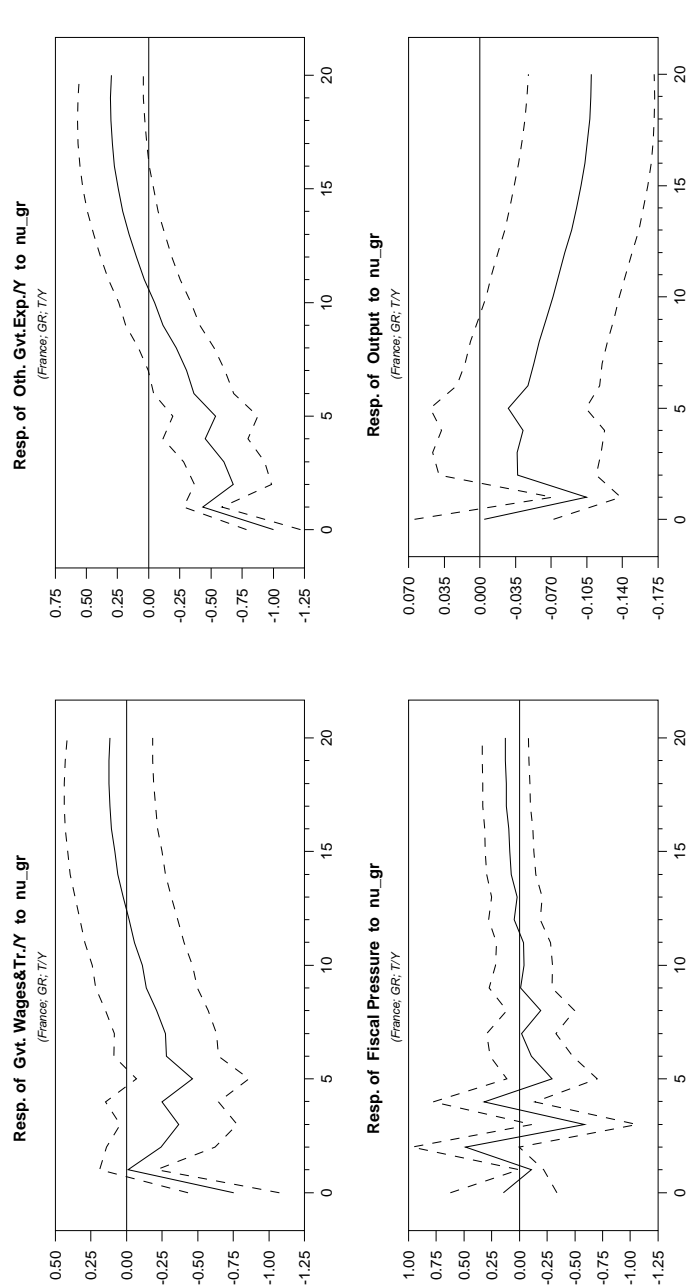 Resp. of Gvt. Wages&Tr./Y to nu_gr
(France; GR; T/Y
0.50
0.25
0.00
-0.25
-0.50
-0.75
-1.00
-1.25
0 5 10 15 20
Resp. of Oth. Gvt.Exp./Y to nu_gr
(France; GR; T/Y
0.75
0.50
0.25
0.00
-0.25
-0.50
-0.75
-1.00
-1.25
0 5 10 15 20
Resp. of Fiscal Pressure to nu_gr
(France; GR; T/Y
1.00
0.75
0.50
0.25
0.00
-0.25
-0.50
-0.75
-1.00
-1.25
0 5 10 15 20
Resp. of Output to nu_gr
(France; GR; T/Y
0.070
0.035
0.000
-0.035
-0.070
-0.105
-0.140
-0.175
0 5 10 15 20